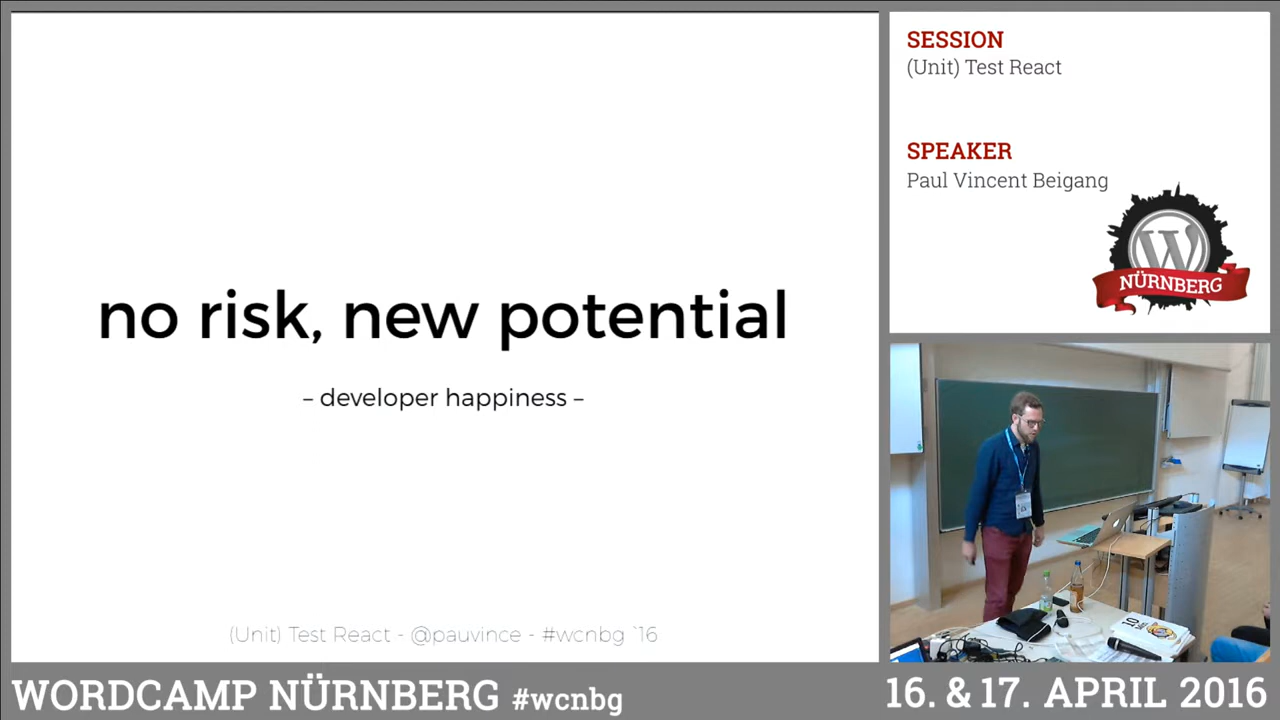 no risk, new potential
– developer happiness –
(Unit) Test React - @pauvince - #wcnbg `16
SESSION
(Unit) Test React
SPEAKER
Paul Vincent Beigang
W
NÜRNBERG
WORDCAMP NÜRNBERG #wcnbg
16. & 17. APRIL 2016